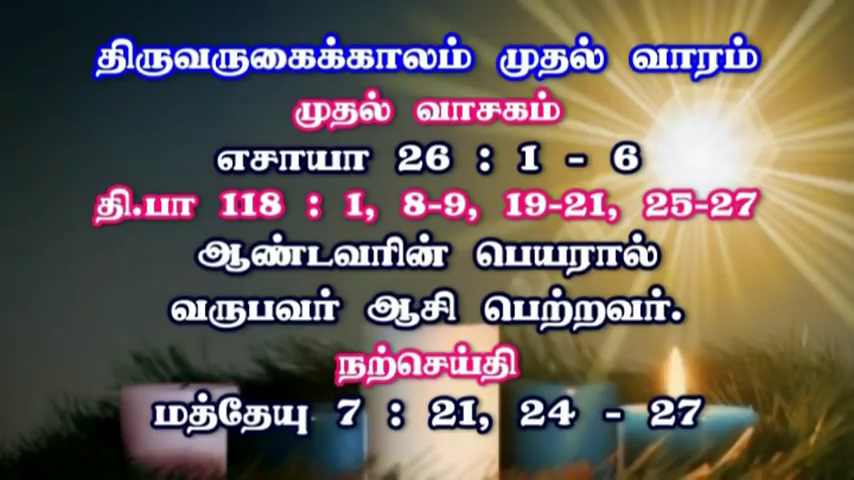 திருவருகைக்காலம் முதல் வாரம்
முதல் வாசகம்
எசாயா 26 : 1 - 6
தி.பா 118 : 1, 8-9, 19-21, 25-27
ஆண்டவரின் பெயரால்
வருபவர் ஆசி பெற்றவர்.
நற்செய்தி
மத்தேயு 7 : 21, 24 - 27